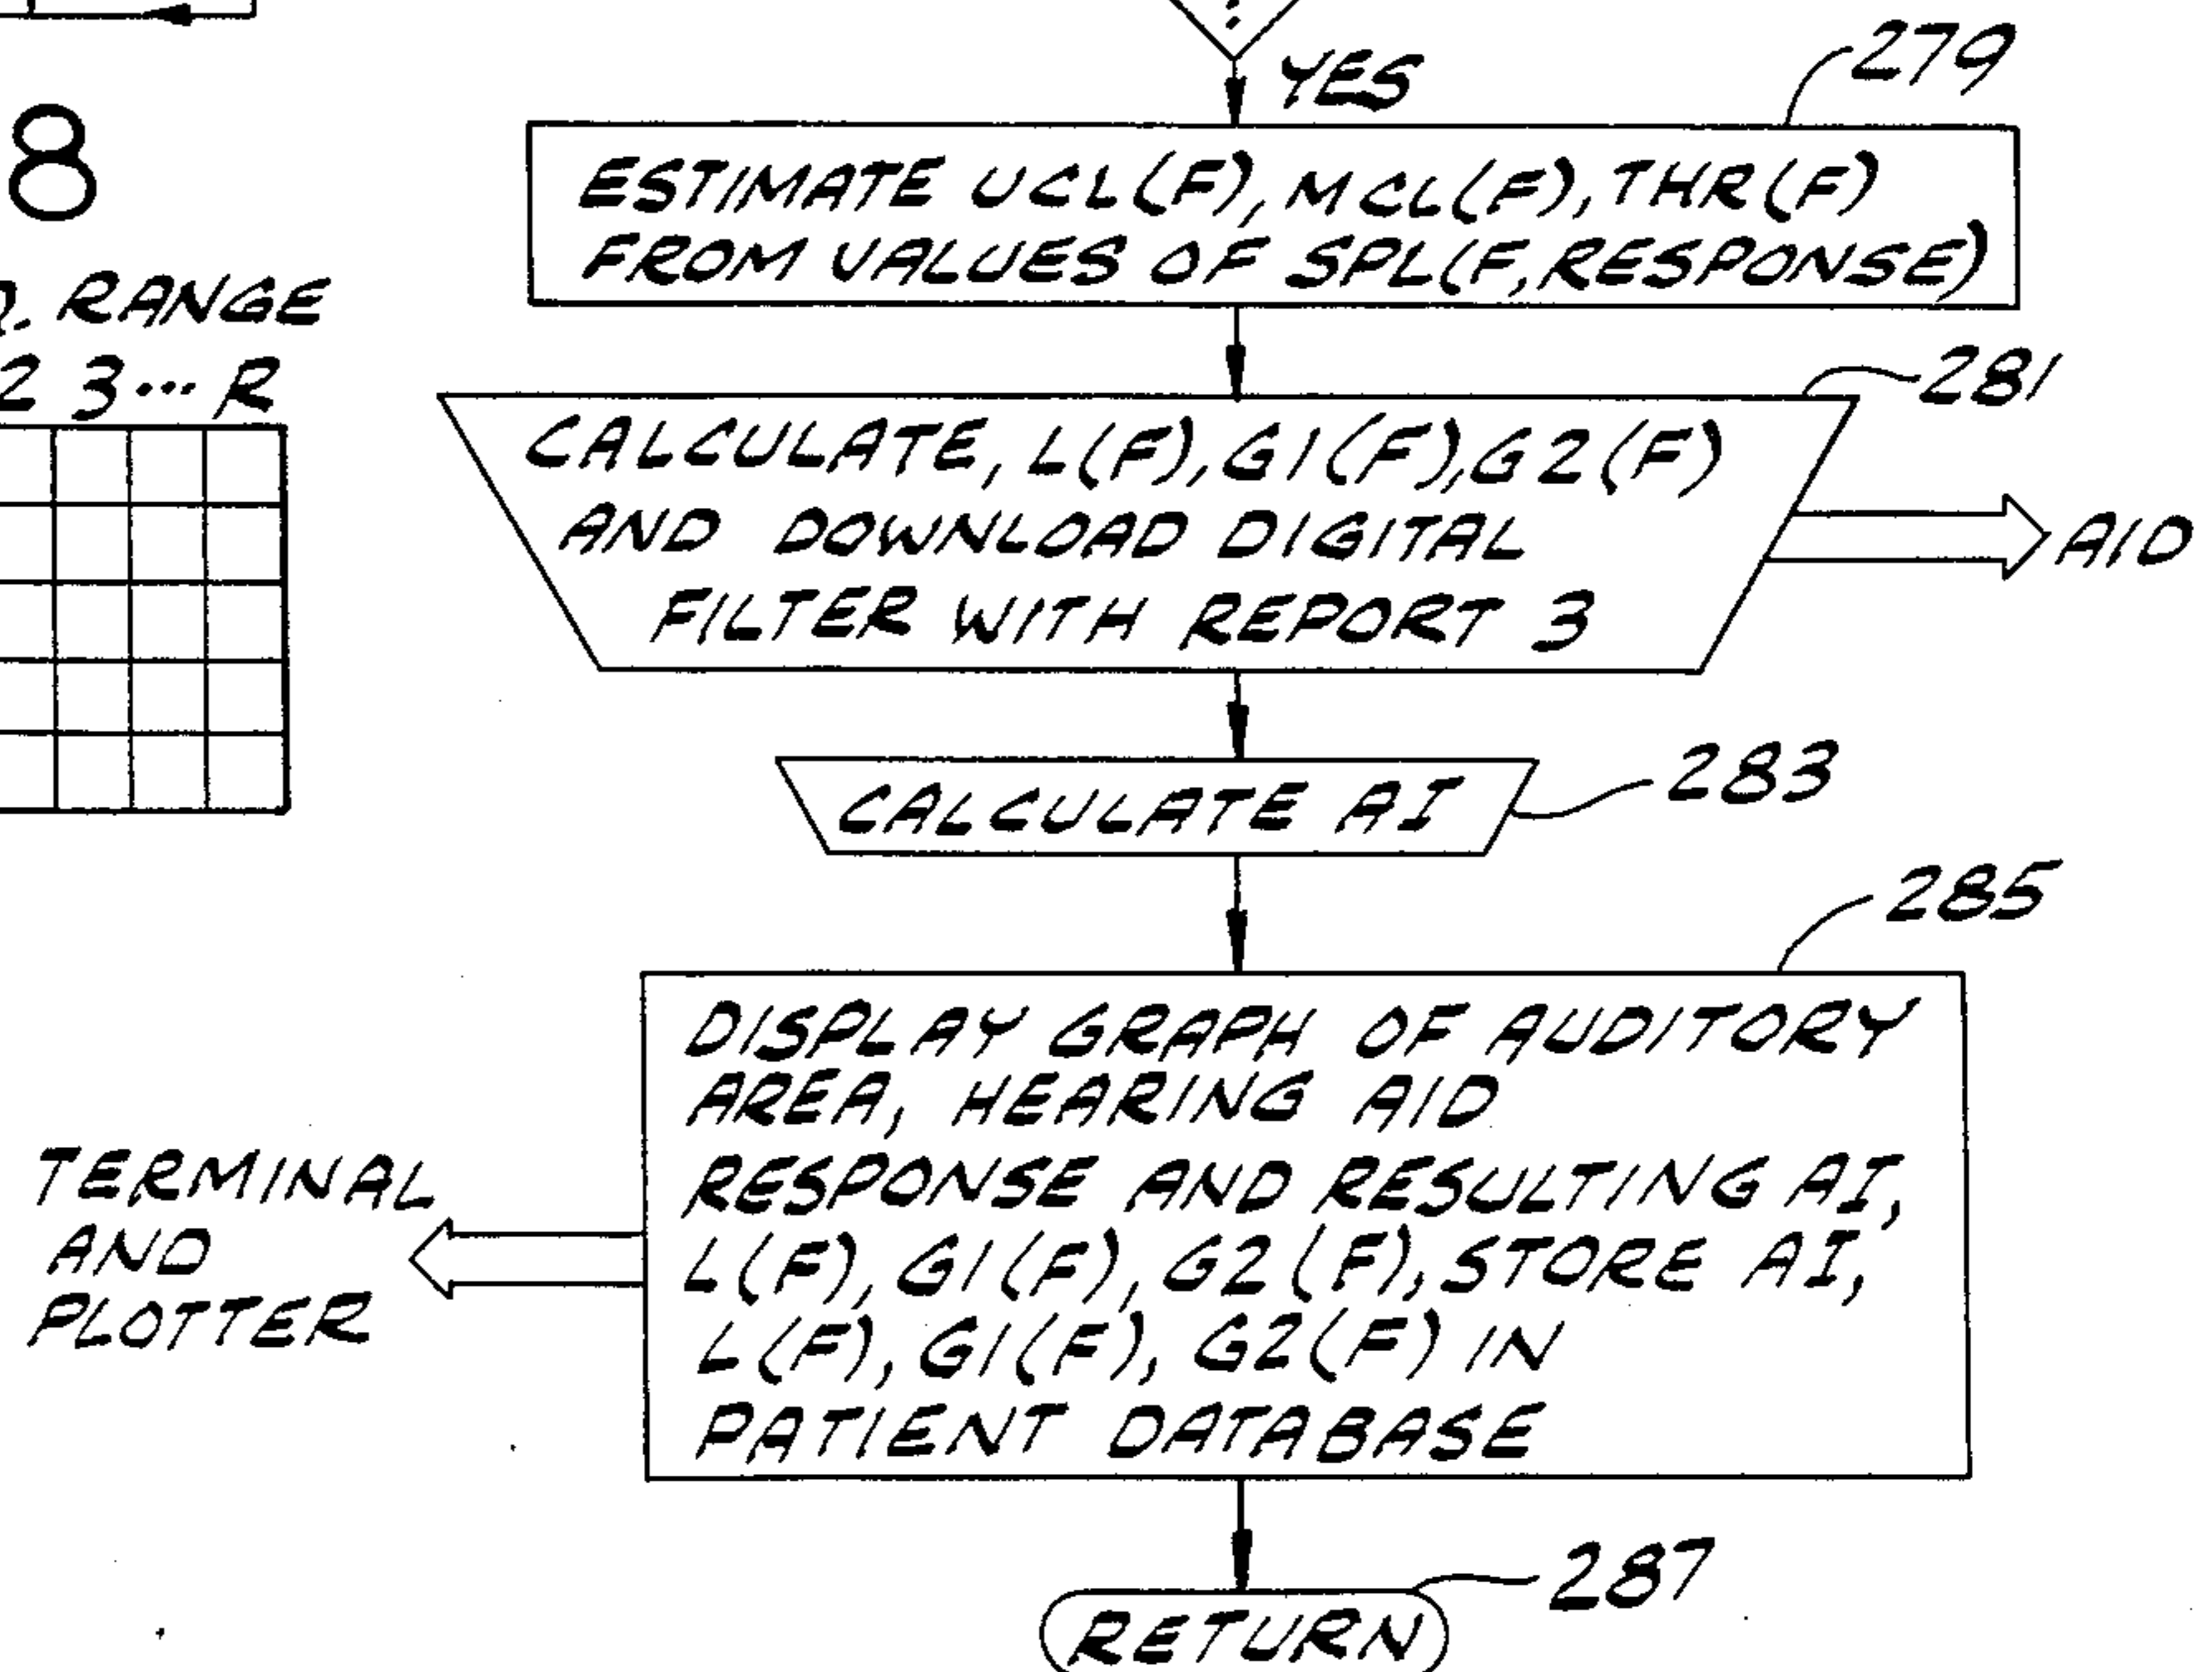 YES
279
ESTIMATE UCL(F), MCL(F), THR(F)
FROM VALUES OF SPL(F, RESPONSE)
8
RANGE
2 3··· R
281
CALCULATE, L(F), G1(F), G2(F)
AND DOWNLOAD DIGITAL
FILTER WITH REPORT 3
AID
CALCULATE AI
283
285
DISPLAY GRAPH OF AUDITORY
AREA, HEARING AID
RESPONSE AND RESULTING AI,
L(F), G1(F), G2(F), STORE AI,
L(F), G1(F), G2(F) IN
PATIENT DATABASE
TERMINAL
AND
PLOTTER
287
RETURN